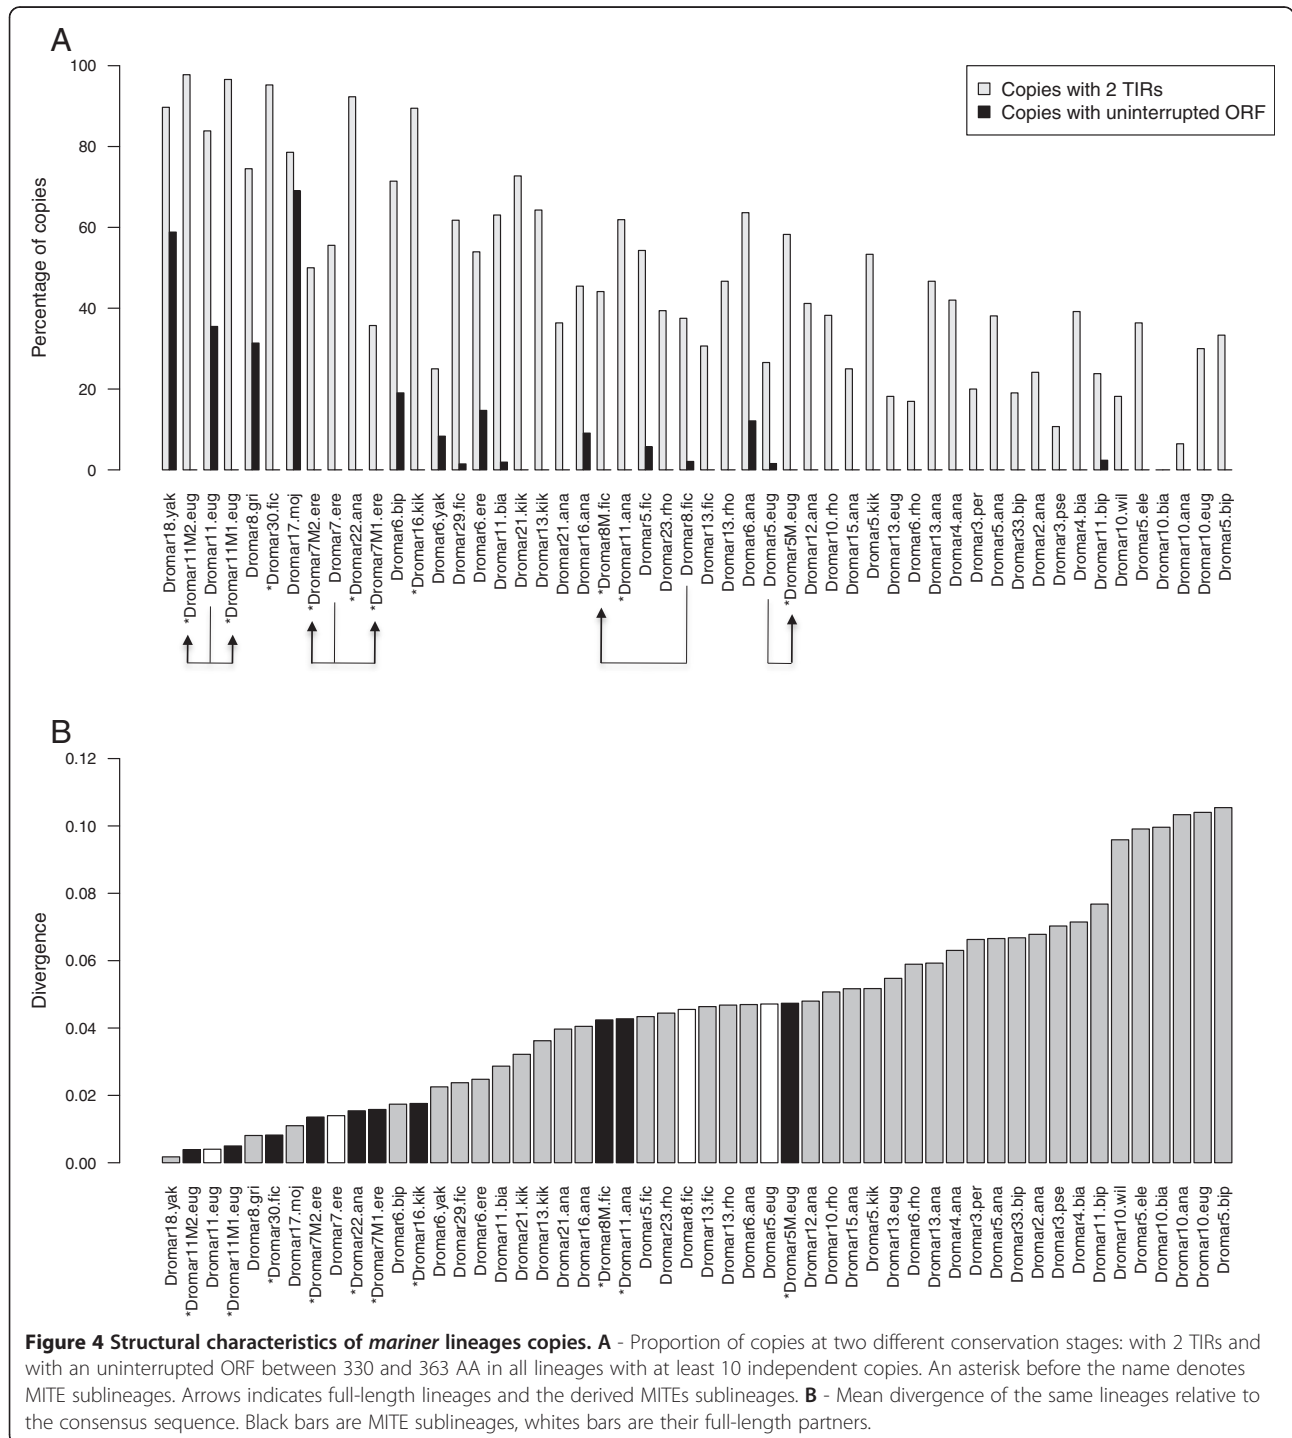 A
100
80
60
40
20
0
Percentage of copies
Copies with 2 TIRs
Copies with uninterrupted ORF
Dromar18.yak
*Dromar11M2.eug
Dromar11.eug
*Dromar11M1.eug
Dromar8.gri
*Dromar30.fic
Dromar17.moj
*Dromar7M2.ere
Dromar7.ere
*Dromar22.ana
*Dromar7M1.ere
Dromar6.bip
*Dromar16.kik
Dromar6.yak
Dromar29.fic
Dromar6.ere
Dromar11.bia
Dromar21.kik
Dromar13.kik
Dromar21.ana
Dromar16.ana
*Dromar8M.fic
*Dromar11.ana
Dromar5.fic
Dromar23.rho
Dromar8.fic
Dromar13.fic
Dromar13.rho
Dromar6.ana
Dromar5.eug
*Dromar5M.eug
Dromar12.ana
Dromar10.rho
Dromar15.ana
Dromar5.kik
Dromar13.eug
Dromar6.rho
Dromar13.ana
Dromar4.ana
Dromar3.per
Dromar5.ana
Dromar33.bip
Dromar2.ana
Dromar3.pse
Dromar4.bia
Dromar11.bip
Dromar10.wil
Dromar5.ele
Dromar10.bia
Dromar10.ana
Dromar10.eug
Dromar5.bip
B
0.12
0.10
0.08
0.06
0.04
0.02
0.00
Divergence
Dromar18.yak
*Dromar11M2.eug
Dromar11.eug
*Dromar11M1.eug
Dromar8.gri
*Dromar30.fic
Dromar17.moj
*Dromar7M2.ere
Dromar7.ere
*Dromar22.ana
*Dromar7M1.ere
Dromar6.bip
*Dromar16.kik
Dromar6.yak
Dromar29.fic
Dromar6.ere
Dromar11.bia
Dromar21.kik
Dromar13.kik
Dromar21.ana
Dromar16.ana
*Dromar8M.fic
*Dromar11.ana
Dromar5.fic
Dromar23.rho
Dromar8.fic
Dromar13.fic
Dromar13.rho
Dromar6.ana
Dromar5.eug
*Dromar5M.eug
Dromar12.ana
Dromar10.rho
Dromar15.ana
Dromar5.kik
Dromar13.eug
Dromar6.rho
Dromar13.ana
Dromar4.ana
Dromar3.per
Dromar5.ana
Dromar33.bip
Dromar2.ana
Dromar3.pse
Dromar4.bia
Dromar11.bip
Dromar10.wil
Dromar5.ele
Dromar10.bia
Dromar10.ana
Dromar10.eug
Dromar5.bip
Figure 4 Structural characteristics of mariner lineages copies. A - Proportion of copies at two different conservation stages: with 2 TIRs and
with an uninterrupted ORF between 330 and 363 AA in all lineages with at least 10 independent copies. An asterisk before the name denotes
MITE sublineages. Arrows indicates full-length lineages and the derived MITEs sublineages. B - Mean divergence of the same lineages relative to
the consensus sequence. Black bars are MITE sublineages, whites bars are their full-length partners.